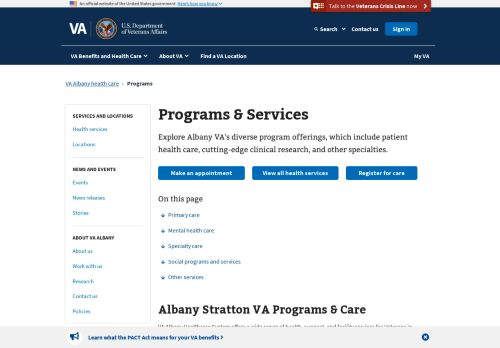 An official website of the United States government Here's how you know
Talk to the Veterans Crisis Line now
VA
U.S. Department
of Veterans Affairs
Search
Contact us
Sign in
VA Benefits and Health Care
About VA
Find a VA Location
My VA
VA Albany health care
Programs
SERVICES AND LOCATIONS
Health services
Locations
NEWS AND EVENTS
Events
News releases
Stories
ABOUT VA ALBANY
About us
Work with us
Research
Contact us
Policies
Programs & Services
Explore Albany VA's diverse program offerings, which include patient
health care, cutting-edge clinical research, and other specialties.
Make an appointment
View all health services
Register for care
On this page
Primary care
Mental health care
Specialty care
Social programs and services
Other services
Albany Stratton VA Programs & Care
Learn what the PACT Act means for your VA benefits